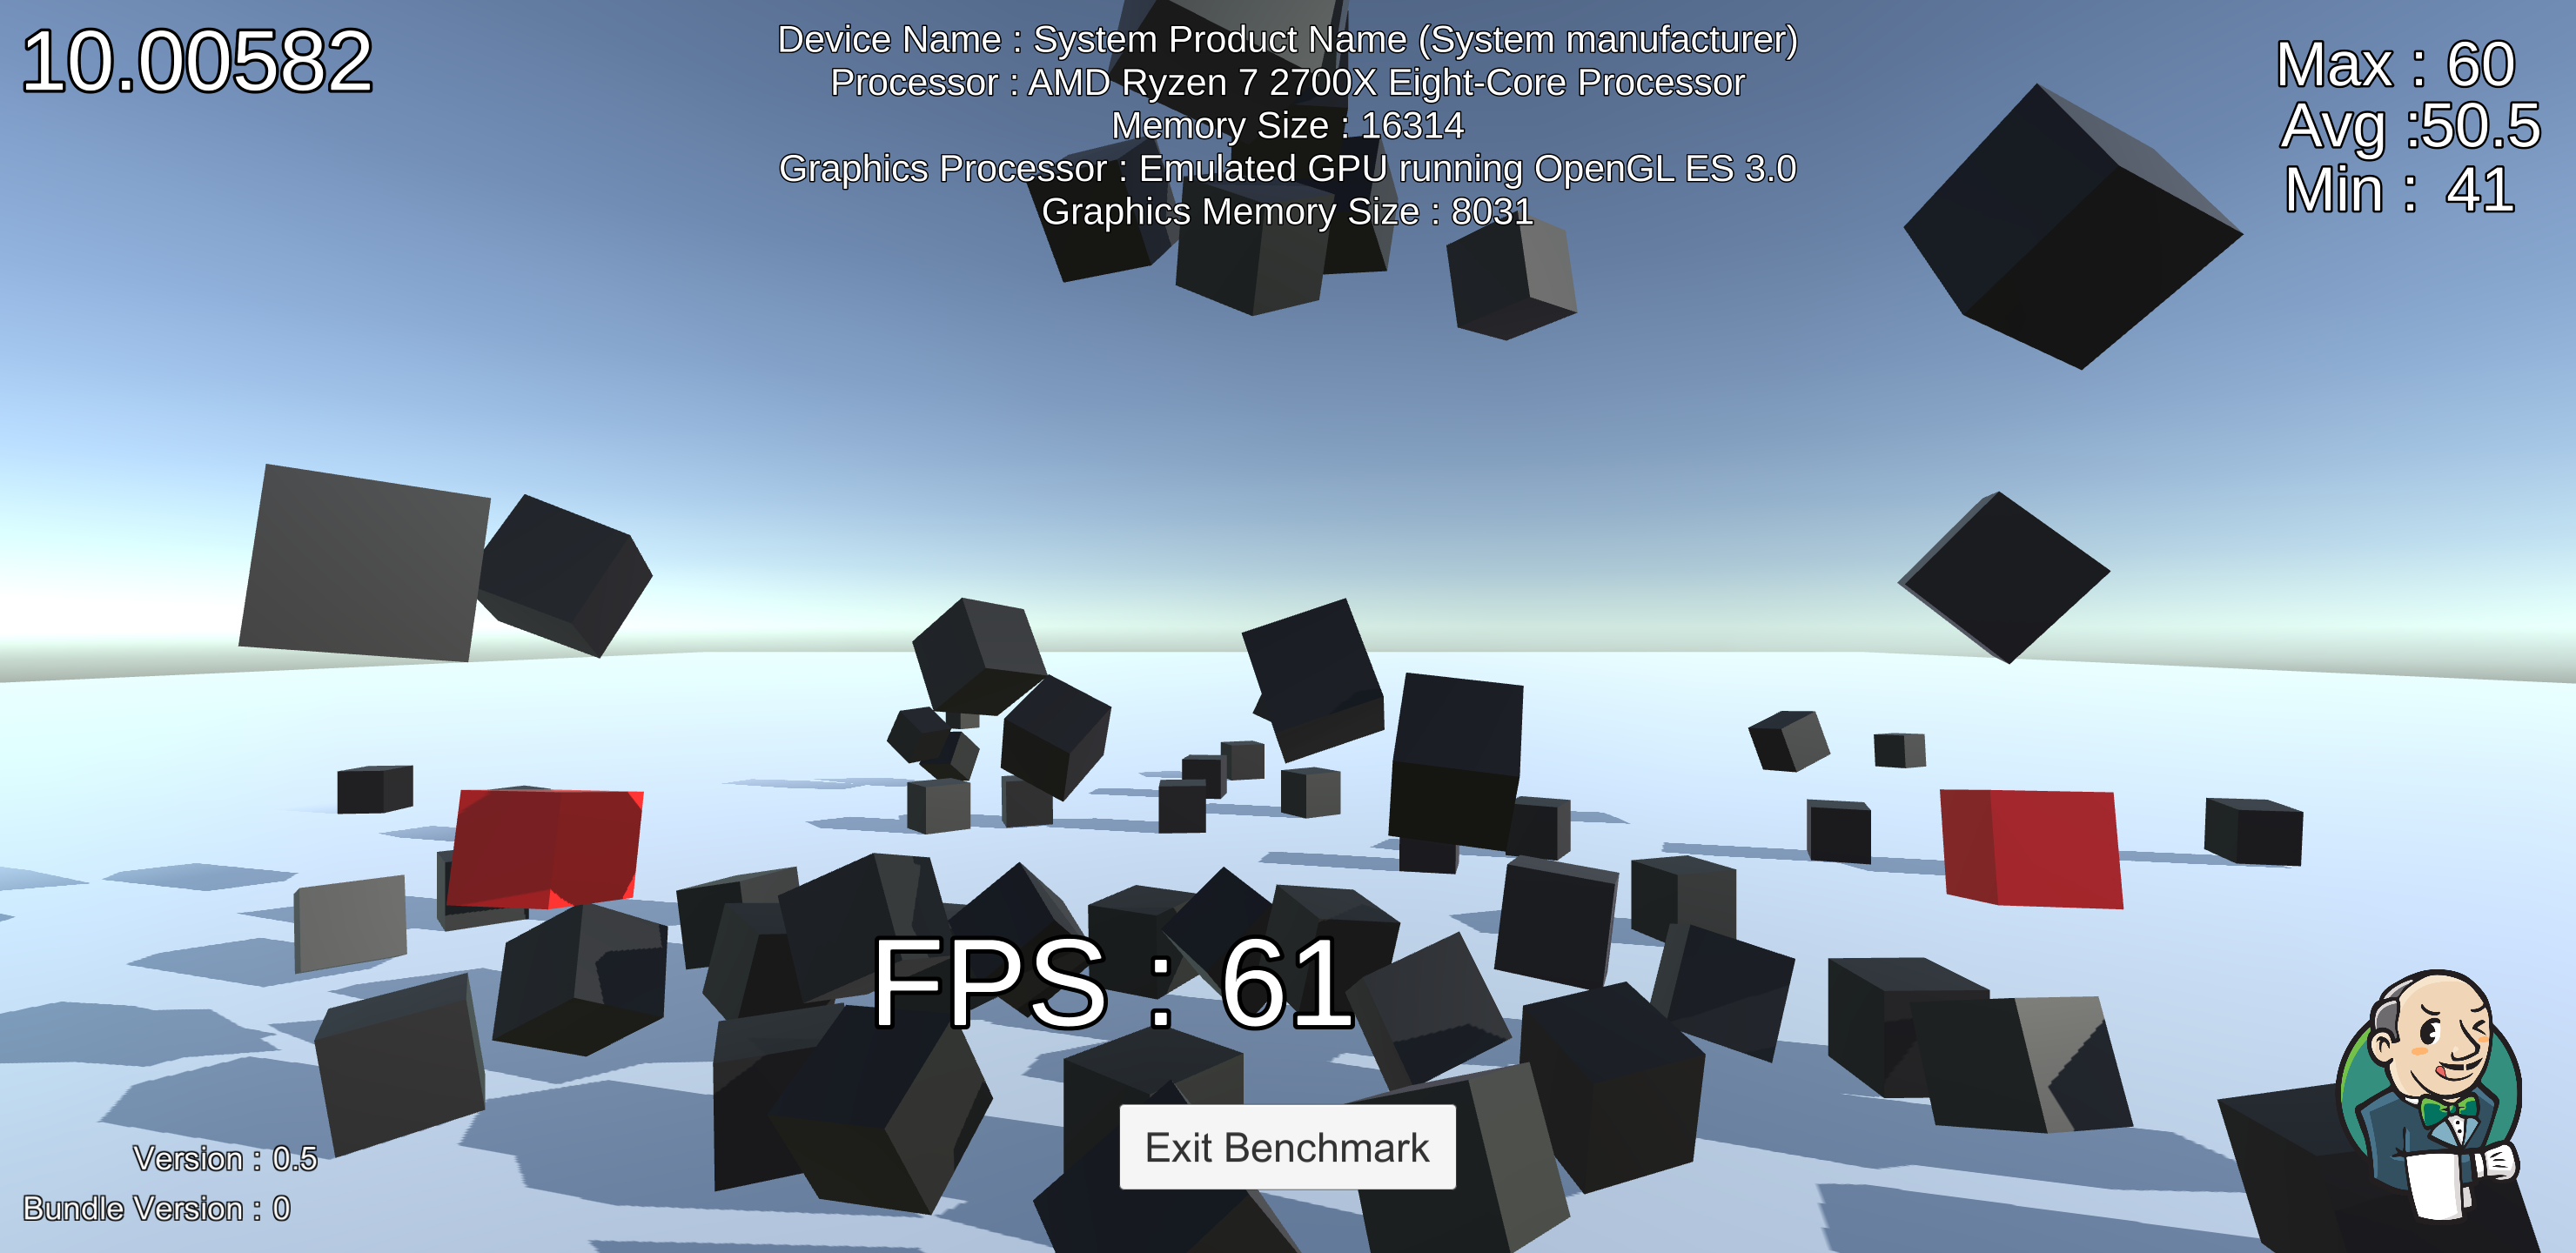 10.00582
Device Name : System Product Name (System manufacturer)
Processor : AMD Ryzen 7 2700X Eight-Core Processor
Memory Size : 16314
Graphics Processor : Emulated GPU running OpenGL ES 3.0
Graphics Memory Size : 8031
Max : 60
Avg :50.5
Min : 41
FPS : 61
Exit Benchmark
Version : 0.5
Bundle Version : 0